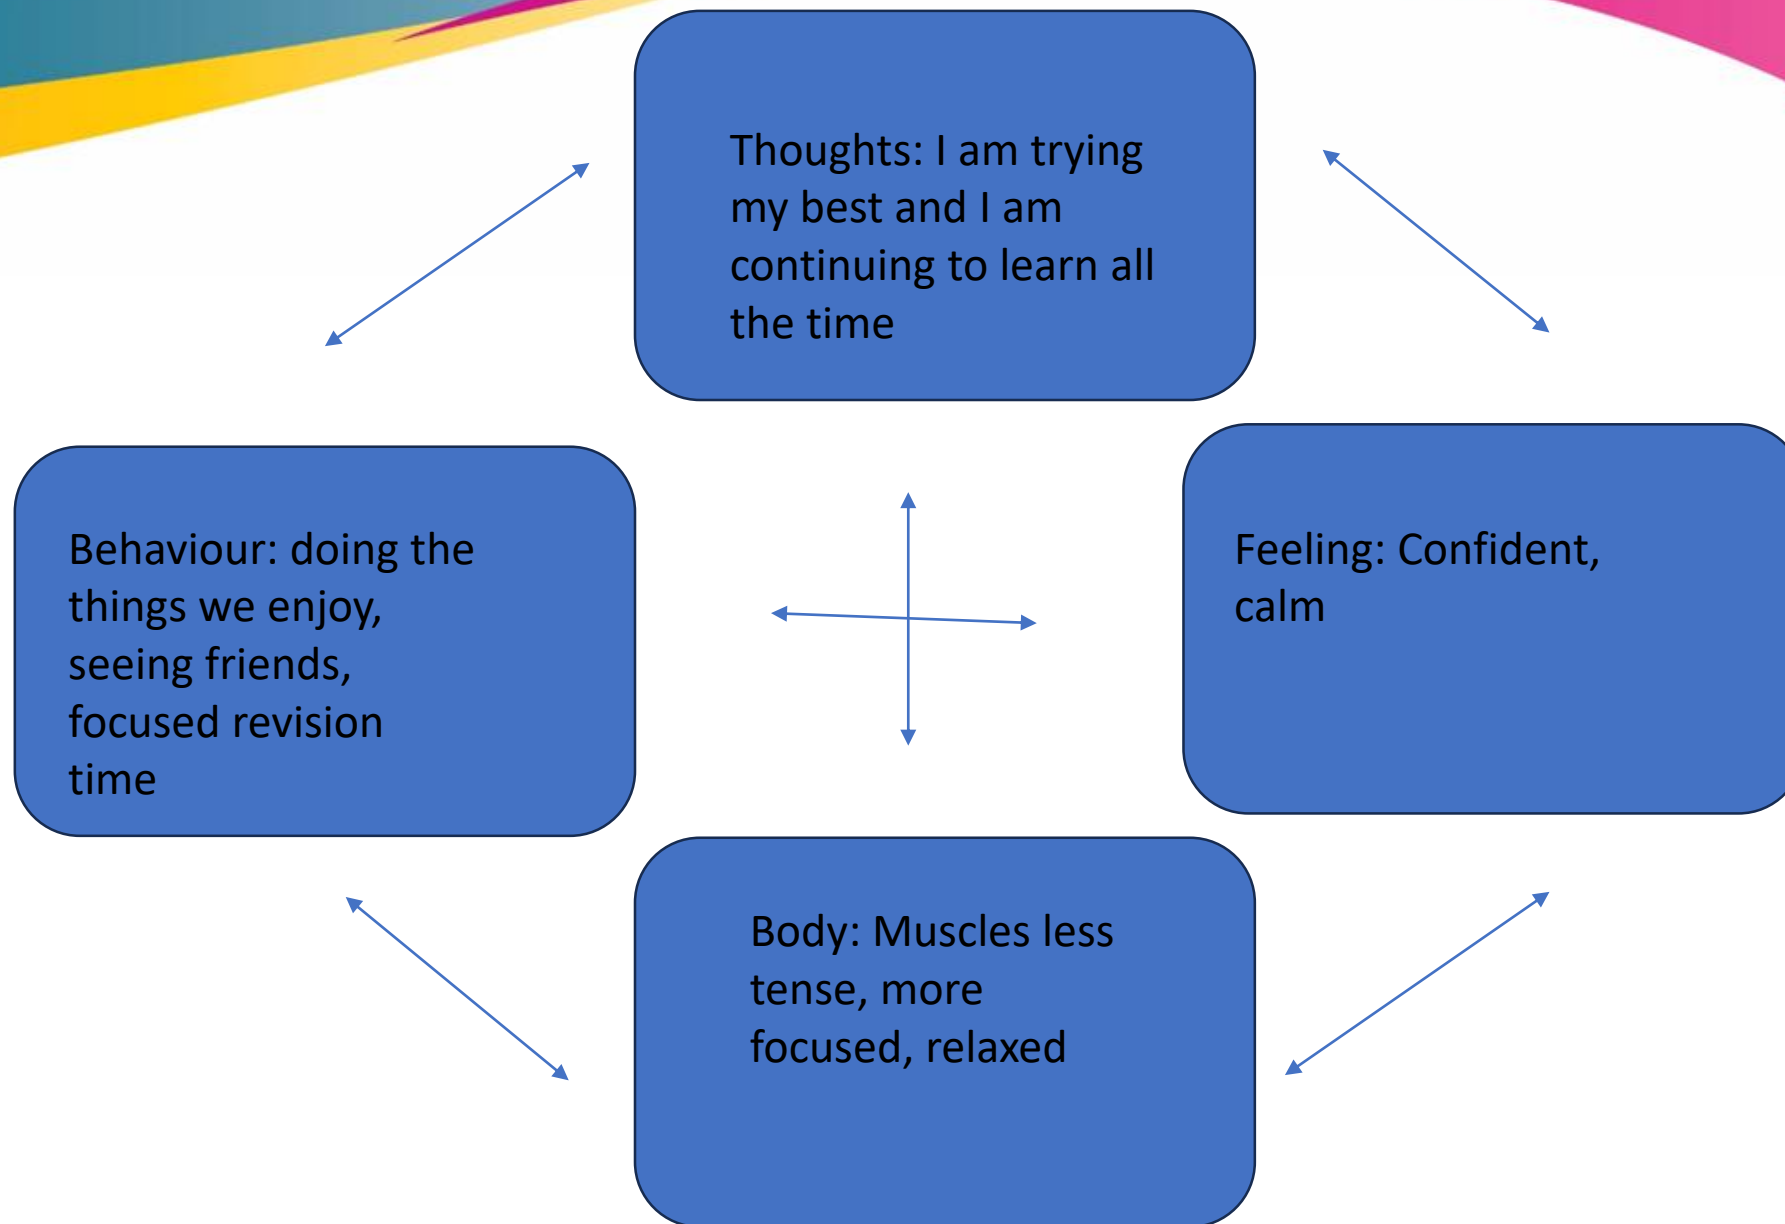 Thoughts: I am trying
my best and I am
continuing to learn all
the time
Behaviour: doing the
things we enjoy,
seeing friends,
focused revision
time
Feeling: Confident,
calm
Body: Muscles less
tense, more
focused, relaxed